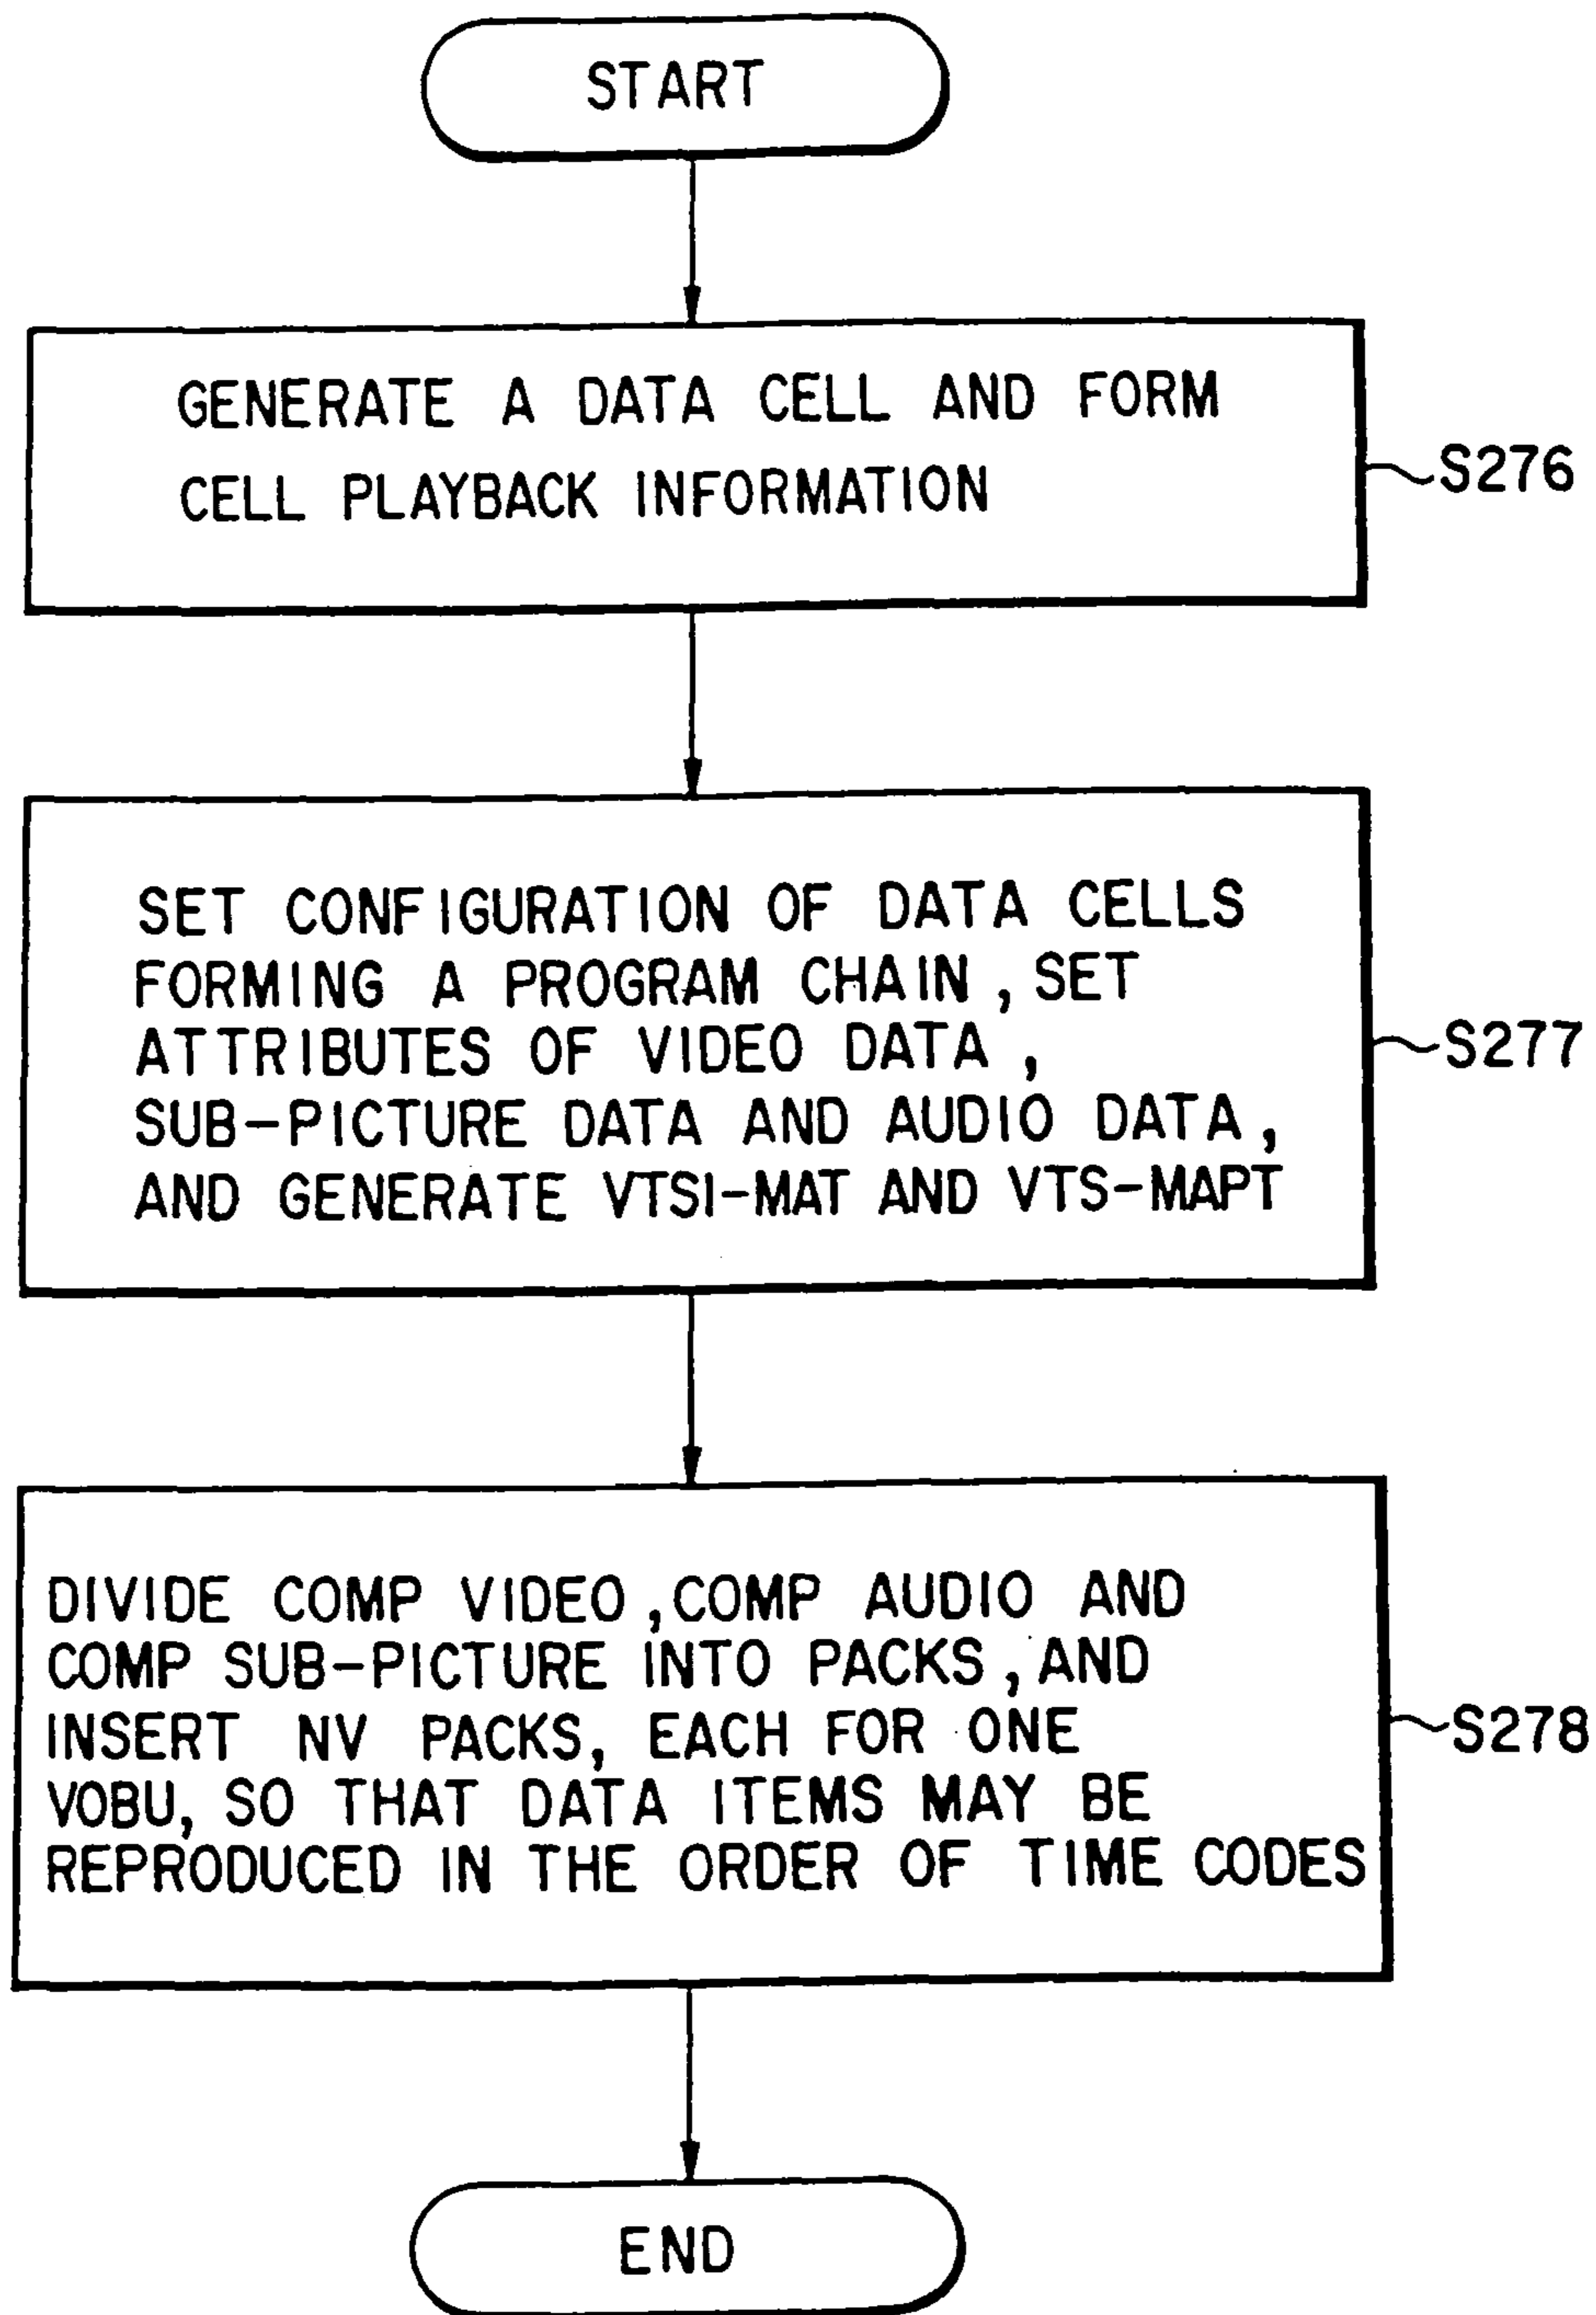 START
GENERATE A DATA CELL AND FORM
CELL PLAYBACK INFORMATION
S276
SET CONFIGURATION OF DATA CELLS
FORMING A PROGRAM CHAIN, SET
ATTRIBUTES OF VIDEO DATA,
SUB-PICTURE DATA AND AUDIO DATA,
AND GENERATE VTSI-MAT AND VTS-MAPT
S277
DIVIDE COMP VIDEO, COMP AUDIO AND
COMP SUB-PICTURE INTO PACKS, AND
INSERT NV PACKS, EACH FOR ONE
VOBU, SO THAT DATA ITEMS MAY BE
REPRODUCED IN THE ORDER OF TIME CODES
S278
END